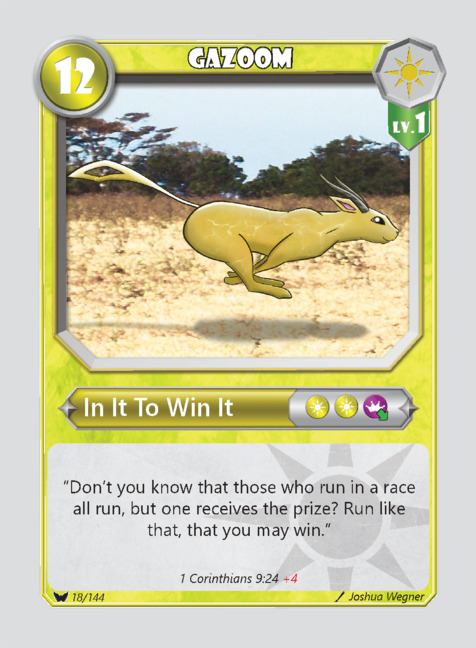 GAZOOM
12
LV.1
In It To Win It
"Don't you know that those who run in a race
all run, but one receives the prize? Run like
that, that you may win."
1 Corinthians 9:24 +4
18/144
Joshua Wegner